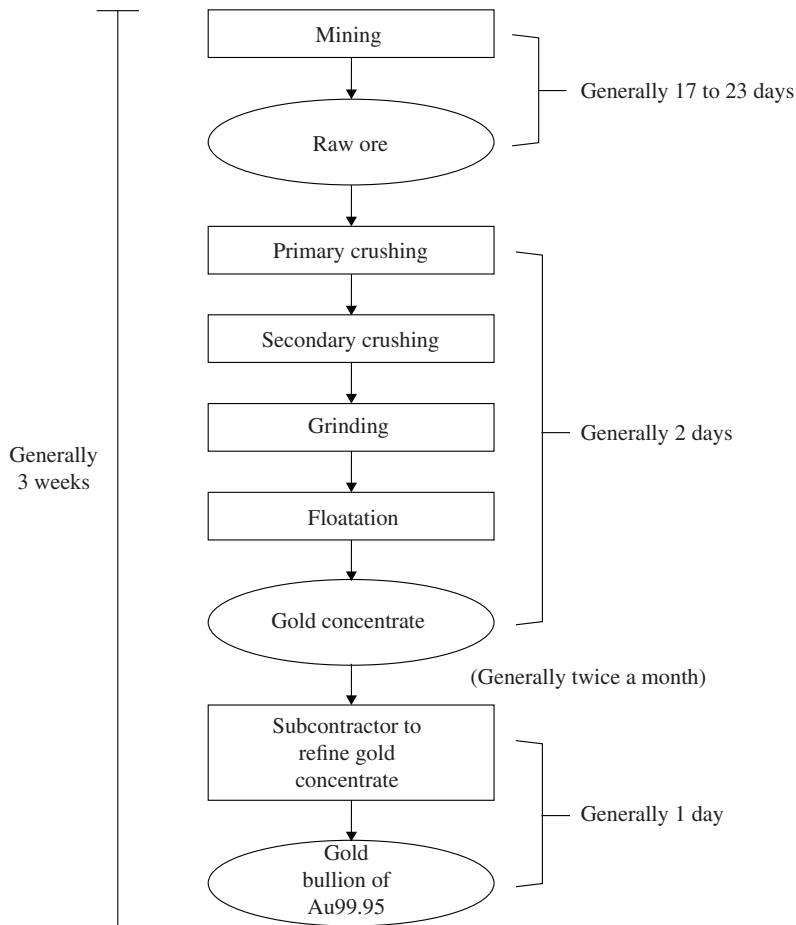 Mining
Generally 17 to 23 days
Raw ore
Primary crushing
Secondary crushing
Grinding
Generally 2 days
Generally
3 weeks
Floatation
Gold concentrate
(Generally twice a month)
Subcontractor to
refine gold
concentrate
Generally 1 day
Gold
bullion of
Au99.95